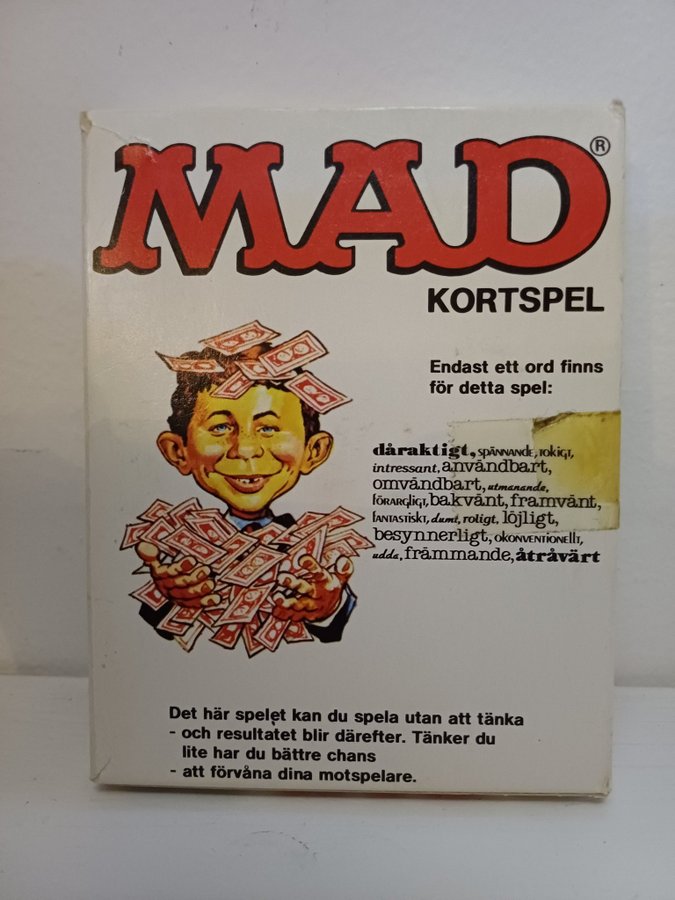 MAD®
KORTSPEL
Endast ett ord finns
för detta spel:
dåraktigt, spännande, tokigt,
intressant, användbart,
omvändbart, utmanande,
förargligt, bakvänt, framvänt,
fantastiskt, dumt, roligt, löjligt,
besynnerligt, okonventionellt,
udda, främmande, åtråvärt
Det här spelet kan du spela utan att tänka
- och resultatet blir därefter. Tänker du
lite har du bättre chans
- att förvåna dina motspelare.